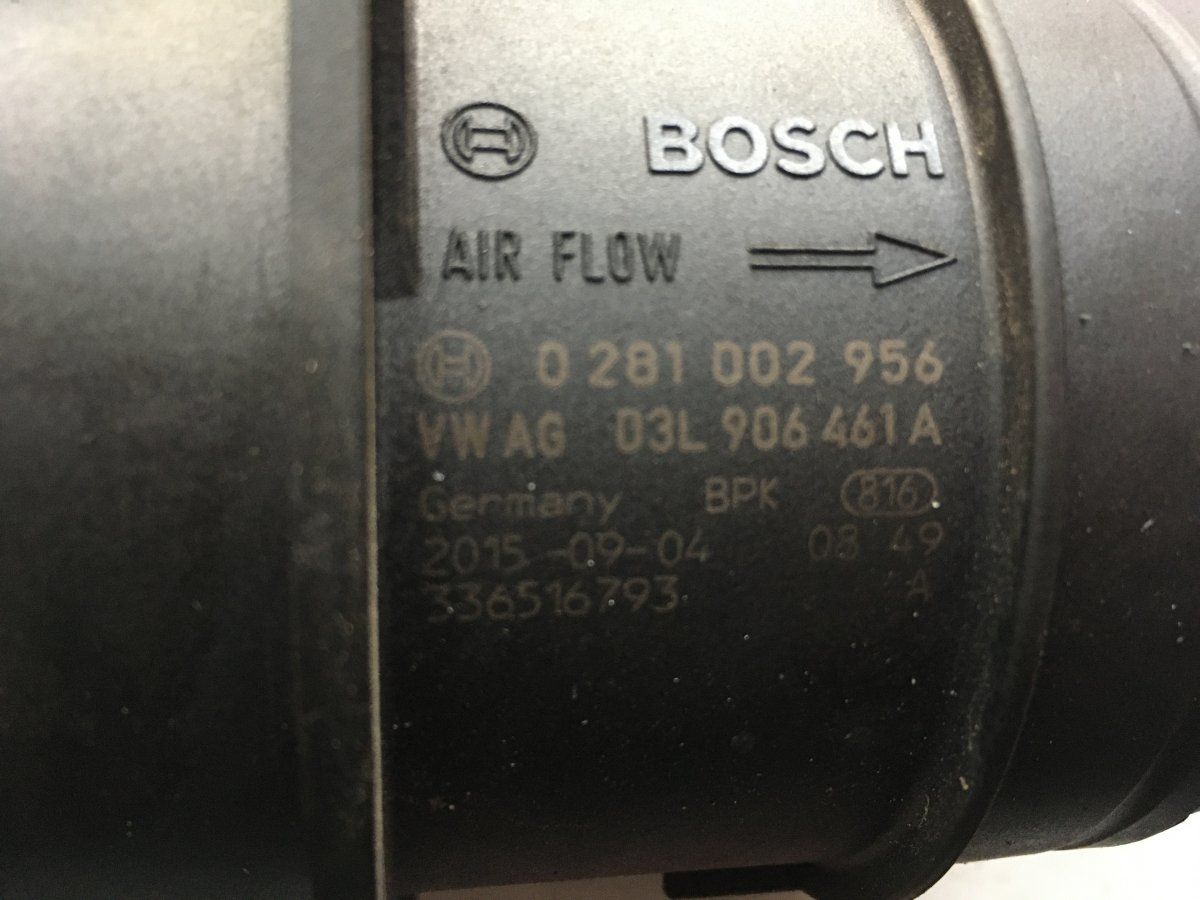 BOSCH
AIR FLOW
0 281 002 956
VW AG 03L 906 461 A
Germany BPK 816
2015-09-04 08 49
336516793 A